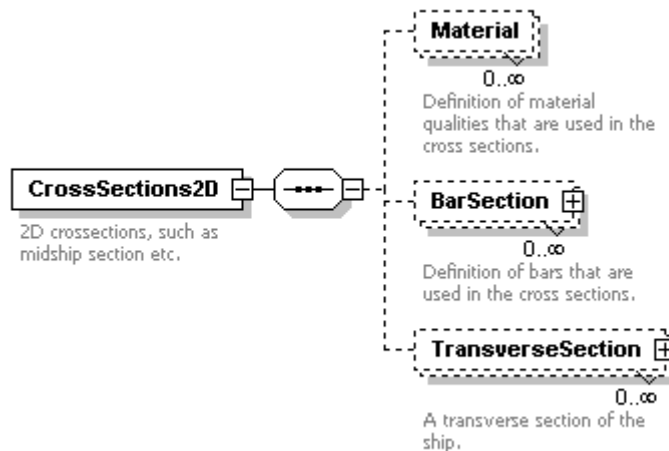 Material
0..∞
Definition of material
qualities that are used in the
cross sections.
CrossSections2D
2D crossections, such as
midship section etc.
BarSection
0..∞
Definition of bars that are
used in the cross sections.
TransverseSection
0..∞
A transverse section of the
ship.